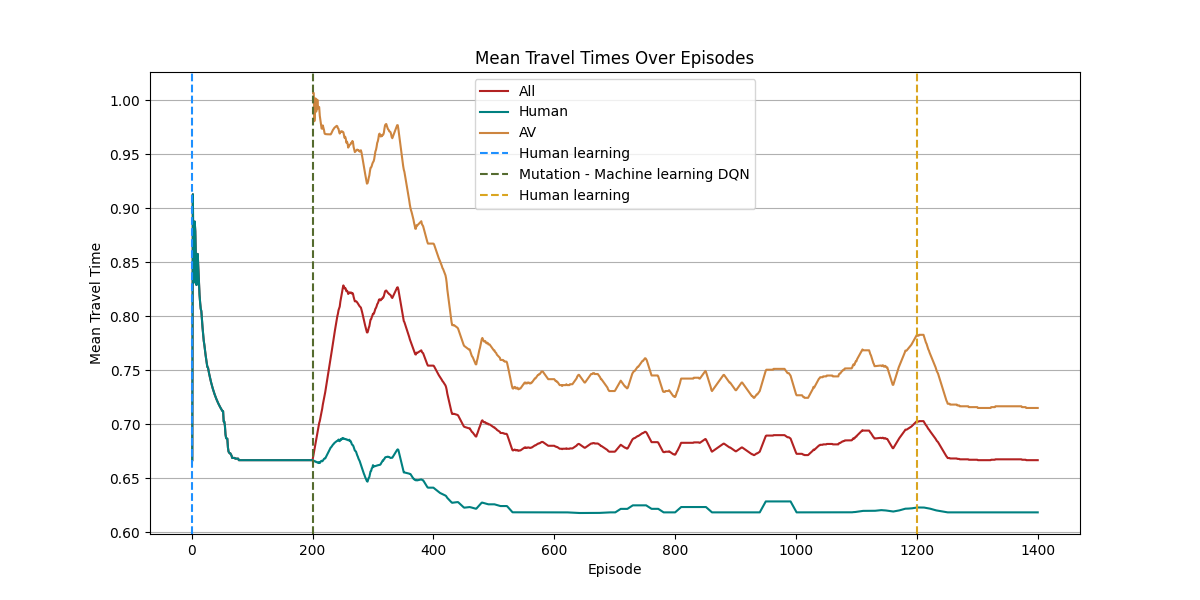 Mean Travel Times Over Episodes
All
Human
AV
Human learning
Mutation - Machine learning DQN
Human learning
Mean Travel Time
1.00
0.95
0.90
0.85
0.80
0.75
0.70
0.65
0.60
0 200 400 600 800 1000 1200 1400
Episode